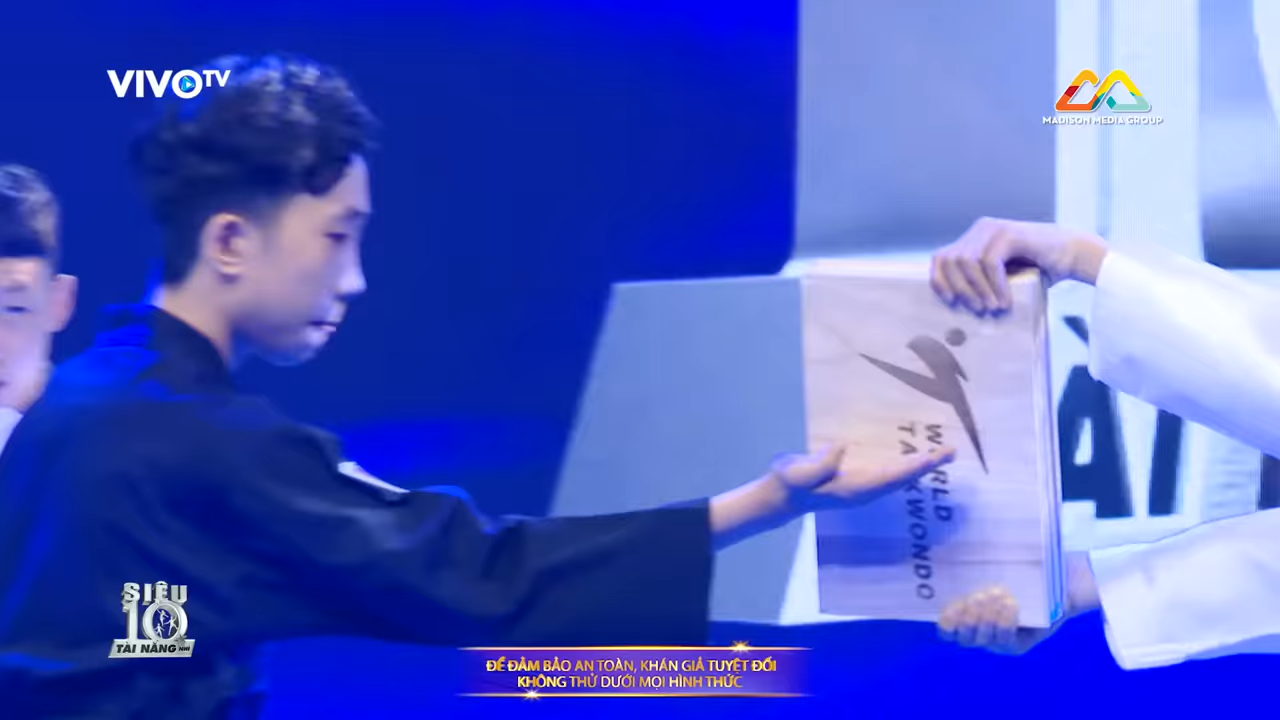 VIVOTV
MADISON MEDIA GROUP
WORLD
TAEKWONDO
SIÊU
10
TÀI NĂNG NHÍ
ĐỂ ĐẢM BẢO AN TOÀN, KHÁN GIẢ TUYỆT ĐỐI
KHÔNG THỬ DƯỚI MỌI HÌNH THỨC